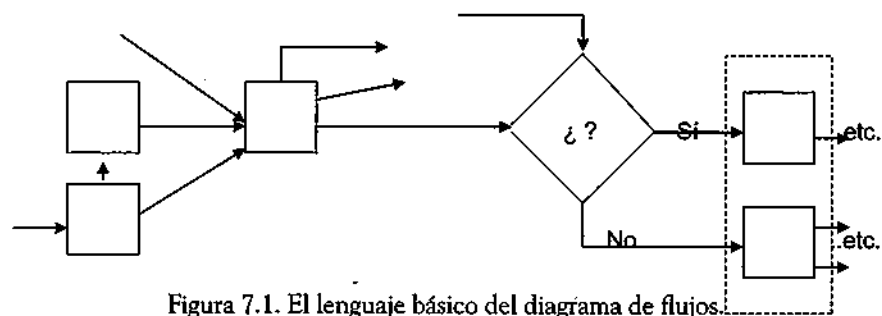 ¿ ?
Sí
etc.
No
etc.
Figura 7.1. El lenguaje básico del diagrama de flujos.